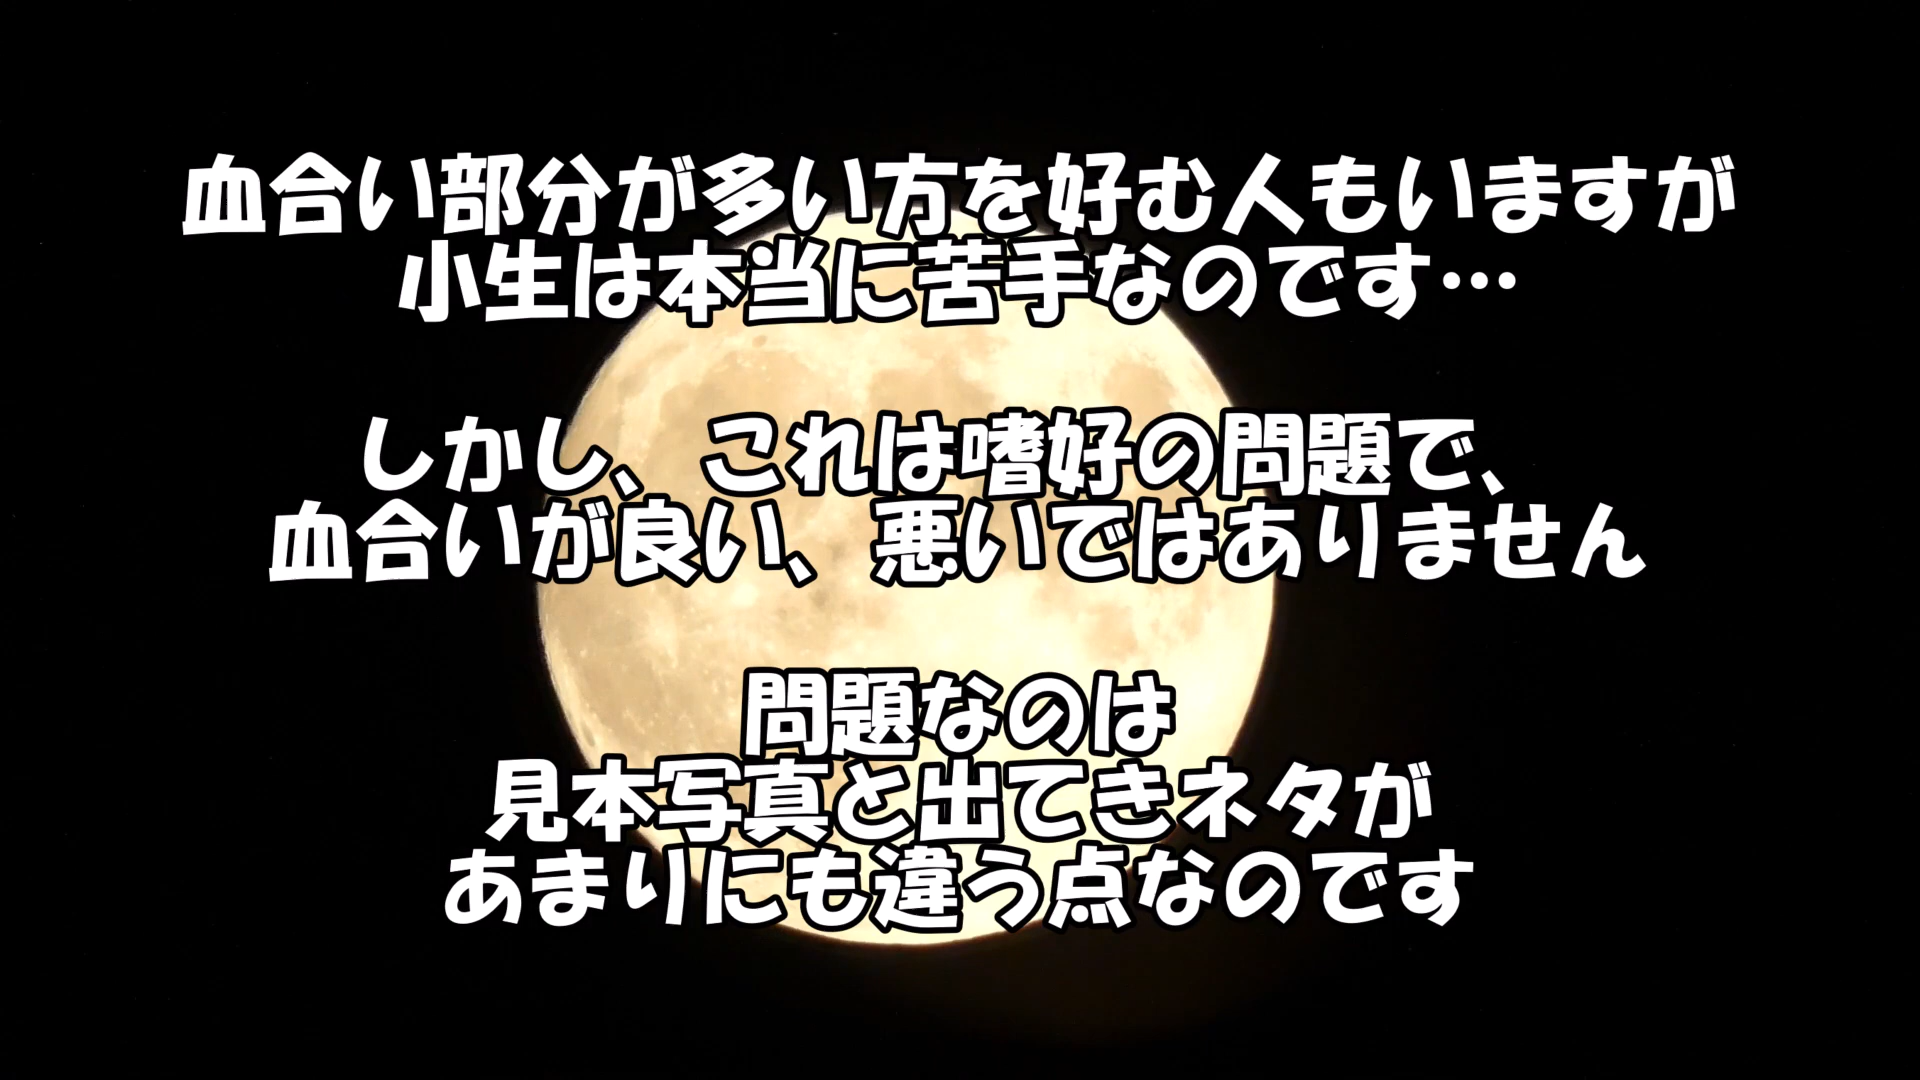 血合い部分が多い方を好む人もいますが
小生は本当に苦手なのです…
しかし、これは嗜好の問題で、
血合いが良い、悪いではありません
問題なのは
見本写真と出てきネタが
あまりにも違う点なのです